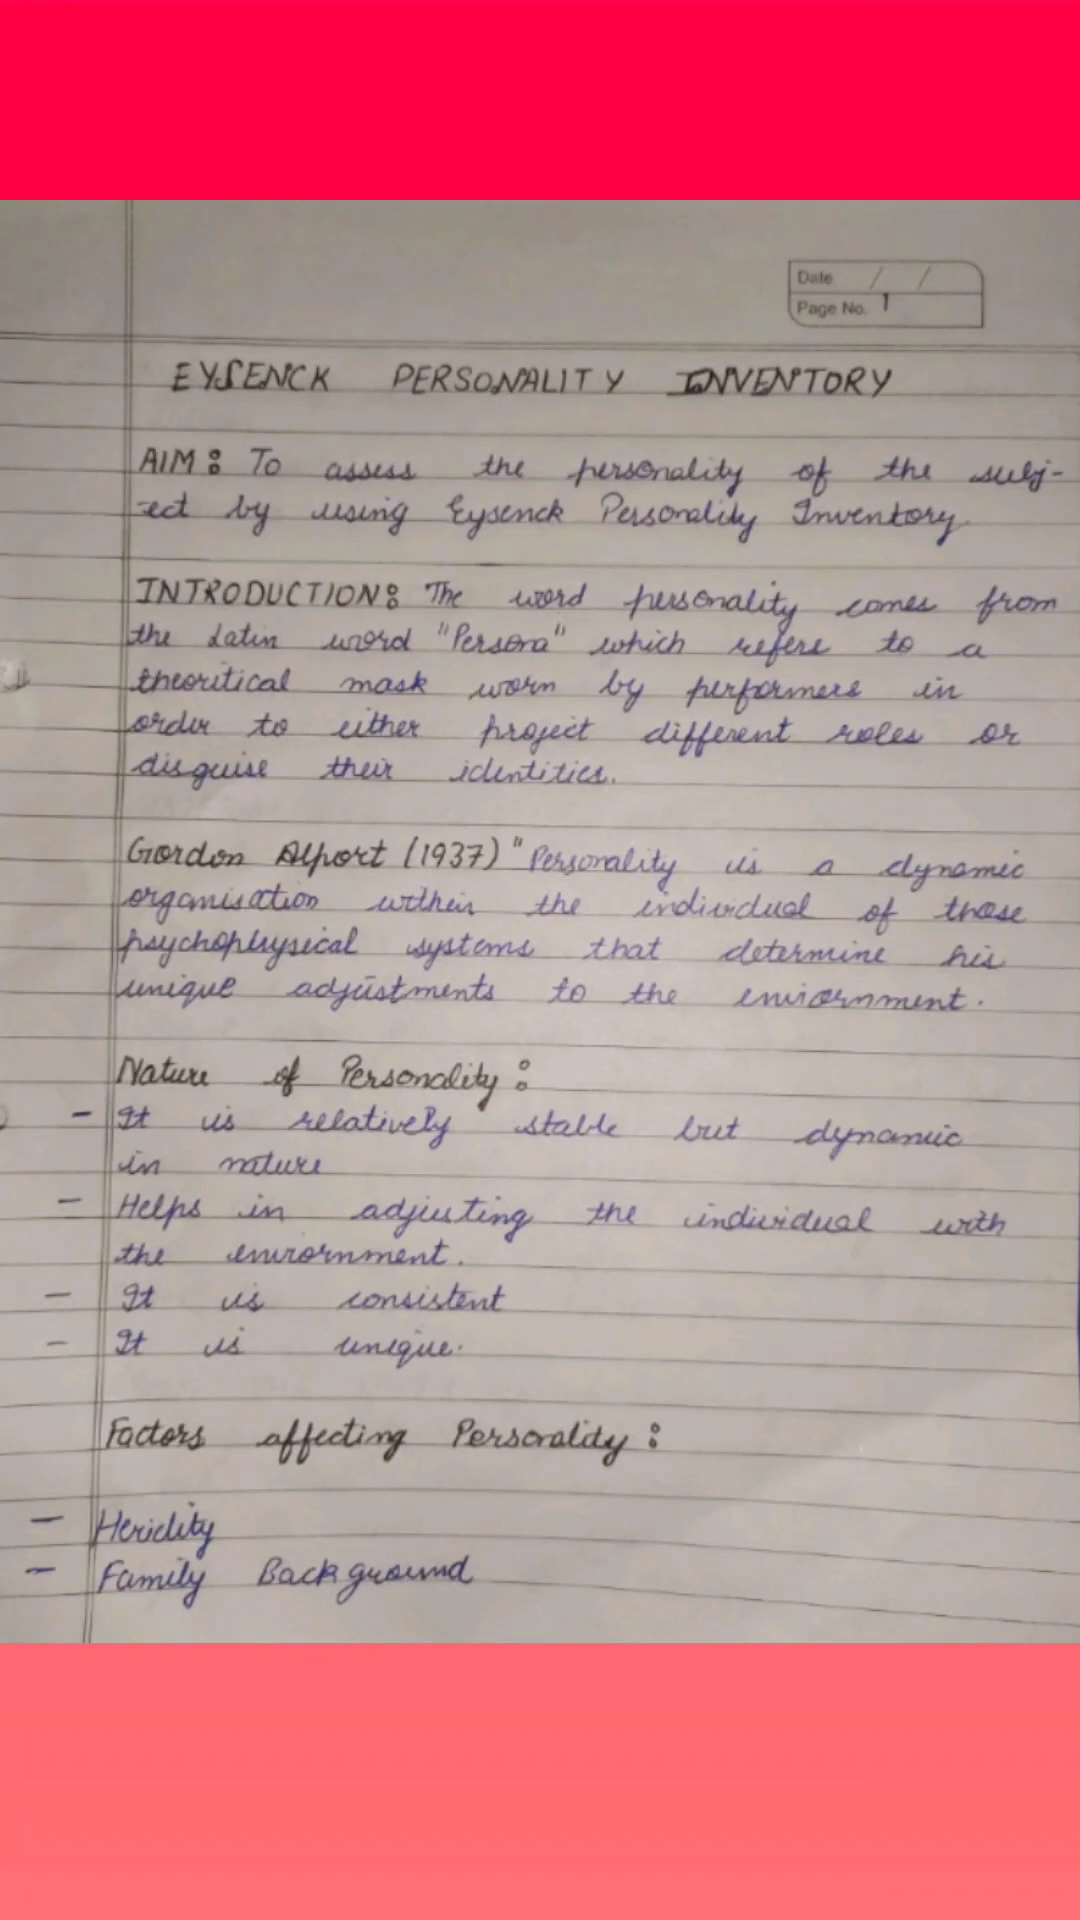 Date / /
Page No. 1
EYSENCK PERSONALITY INVENTORY
AIM: To assess the personality of the subj-
ect by using Eysenck Personality Inventory.
INTRODUCTION: The word personality comes from
the Latin word "Persona" which refers to a
theoritical mask worn by performers in
order to either project different roles or
disguise their identities.
Gordon Alport (1937) "Personality is a dynamic
organisation within the individual of those
psychophysical systems that determine his
unique adjustments to the enviornment.
Nature of Personality:
- It is relatively stable but dynamic
in nature
- Helps in adjusting the individual with
the enviornment.
- It is consistent
- It is unique.
Factors affecting Personality:
- Heridity
- Family Background